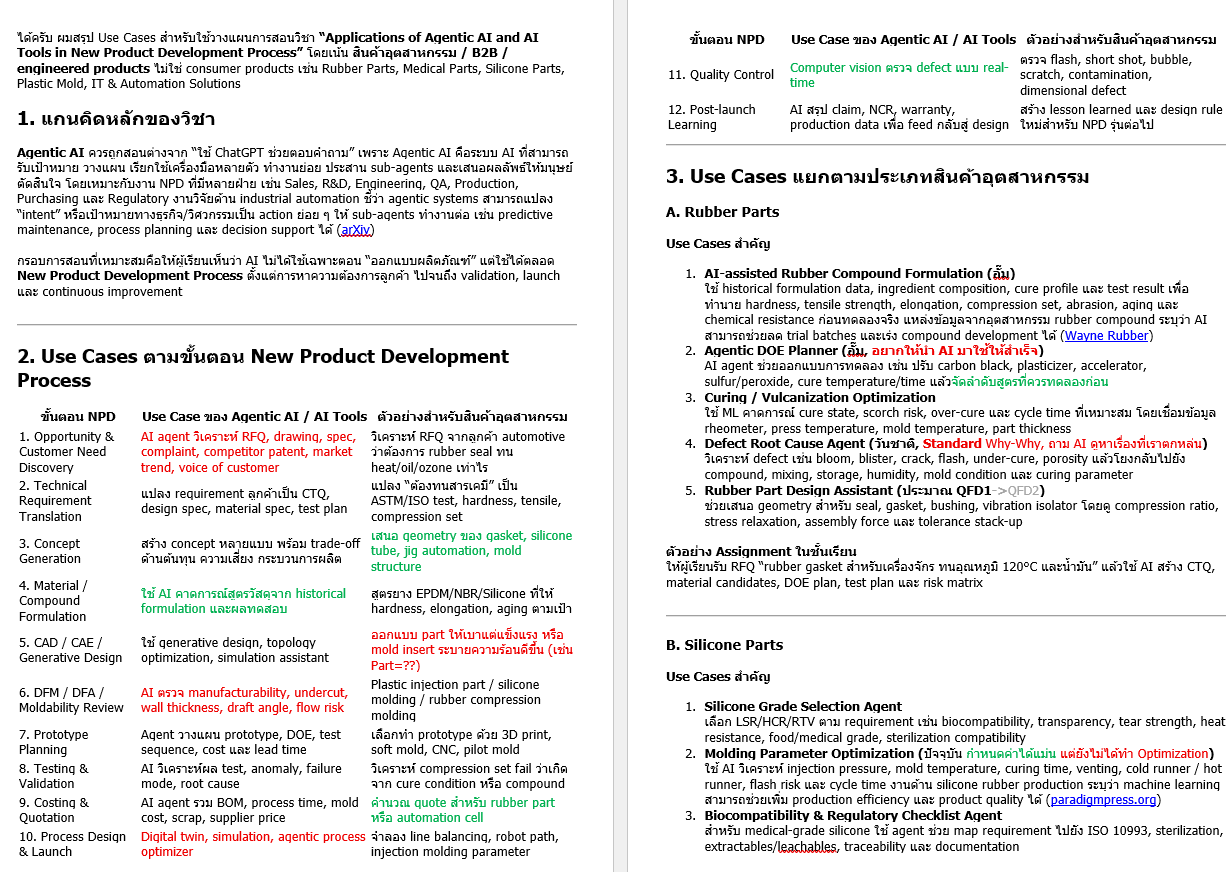 ได้ครับ ผมสรุป Use Cases สำหรับใช้วางแผนการสอนวิชา “Applications of Agentic AI and AI
Tools in New Product Development Process” โดยเน้น สินค้าอุตสาหกรรม / B2B /
engineered products ไม่ใช่ consumer products เช่น Rubber Parts, Medical Parts, Silicone Parts,
Plastic Mold, IT & Automation Solutions
1. แกนคิดหลักของวิชา
Agentic AI ควรถูกสอนต่างจาก “ใช้ ChatGPT ช่วยตอบคำถาม” เพราะ Agentic AI คือระบบ AI ที่สามารถ
รับเป้าหมาย วางแผน เรียกใช้เครื่องมือหลายตัว ทำงานย่อย ประสาน sub-agents และเสนอผลลัพธ์ให้มนุษย์
ตัดสินใจ โดยเหมาะกับงาน NPD ที่มีหลายฝ่าย เช่น Sales, R&D, Engineering, QA, Production,
Purchasing และ Regulatory งานวิจัยด้าน industrial automation ชี้ว่า agentic systems สามารถแปลง
“intent” หรือเป้าหมายทางธุรกิจ/วิศวกรรมเป็น action ย่อย ๆ ให้ sub-agents ทำงานต่อ เช่น predictive
maintenance, process planning และ decision support ได้ (arXiv)
กรอบการสอนที่เหมาะสมคือให้ผู้เรียนเห็นว่า AI ไม่ได้ใช้เฉพาะตอน “ออกแบบผลิตภัณฑ์” แต่ใช้ได้ตลอด
New Product Development Process ตั้งแต่การหาความต้องการลูกค้า ไปจนถึง validation, launch
และ continuous improvement
2. Use Cases ตามขั้นตอน New Product Development
Process
ขั้นตอน NPD Use Case ของ Agentic AI / AI Tools ตัวอย่างสำหรับสินค้าอุตสาหกรรม
1. Opportunity & AI agent วิเคราะห์ RFQ, drawing, spec, วิเคราะห์ RFQ จากลูกค้า automotive
Customer Need complaint, competitor patent, market ว่าต้องการ rubber seal ทน
Discovery trend, voice of customer heat/oil/ozone เท่าไร
2. Technical
Requirement แปลง requirement ลูกค้าเป็น CTQ, แปลง “ต้องทนสารเคมี” เป็น
Translation design spec, material spec, test plan ASTM/ISO test, hardness, tensile,
compression set
3. Concept สร้าง concept หลายแบบ พร้อม trade-off เสนอ geometry ของ gasket, silicone
Generation ด้านต้นทุน ความเสี่ยง กระบวนการผลิต tube, jig automation, mold
structure
4. Material /
Compound ใช้ AI คาดการณ์สูตรวัสดุจาก historical สูตรยาง EPDM/NBR/Silicone ที่ให้
Formulation formulation และผลทดสอบ hardness, elongation, aging ตามเป้า
5. CAD / CAE / ใช้ generative design, topology ออกแบบ part ให้เบาแต่แข็งแรง หรือ
Generative Design optimization, simulation assistant mold insert ระบายความร้อนดีขึ้น (เช่น
Part=??)
6. DFM / DFA / AI ตรวจ manufacturability, undercut, Plastic injection part / silicone
Moldability Review wall thickness, draft angle, flow risk molding / rubber compression
molding
7. Prototype Agent วางแผน prototype, DOE, test เลือกทำ prototype ด้วย 3D print,
Planning sequence, cost และ lead time soft mold, CNC, pilot mold
8. Testing & AI วิเคราะห์ผล test, anomaly, failure วิเคราะห์ compression set fail ว่าเกิด
Validation mode, root cause จาก cure condition หรือ compound
9. Costing & AI agent รวม BOM, process time, mold คำนวณ quote สำหรับ rubber part
Quotation cost, scrap, supplier price หรือ automation cell
10. Process Design Digital twin, simulation, agentic process จำลอง line balancing, robot path,
& Launch optimizer injection molding parameter
ขั้นตอน NPD Use Case ของ Agentic AI / AI Tools ตัวอย่างสำหรับสินค้าอุตสาหกรรม
11. Quality Control Computer vision ตรวจ defect แบบ real- ตรวจ flash, short shot, bubble,
time scratch, contamination,
dimensional defect
12. Post-launch AI สรุป claim, NCR, warranty, สร้าง lesson learned และ design rule
Learning production data เพื่อ feed กลับสู่ design ใหม่สำหรับ NPD รุ่นต่อไป
3. Use Cases แยกตามประเภทสินค้าอุตสาหกรรม
A. Rubber Parts
Use Cases สำคัญ
1. AI-assisted Rubber Compound Formulation (อั๊ม)
ใช้ historical formulation data, ingredient composition, cure profile และ test result เพื่อ
ทำนาย hardness, tensile strength, elongation, compression set, abrasion, aging และ
chemical resistance ก่อนทดลองจริง แหล่งข้อมูลจากอุตสาหกรรม rubber compound ระบุว่า AI
สามารถช่วยลด trial batches และเร่ง compound development ได้ (Wayne Rubber)
2. Agentic DOE Planner (อั๊ม, อยากให้นำ AI มาใช้ให้สำเร็จ)
AI agent ช่วยออกแบบการทดลอง เช่น ปรับ carbon black, plasticizer, accelerator,
sulfur/peroxide, cure temperature/time แล้วจัดลำดับสูตรที่ควรทดลองก่อน
3. Curing / Vulcanization Optimization
ใช้ ML คาดการณ์ cure state, scorch risk, over-cure และ cycle time ที่เหมาะสม โดยเชื่อมข้อมูล
rheometer, press temperature, mold temperature, part thickness
4. Defect Root Cause Agent (วันชาติ, Standard Why-Why, ถาม AI ดูหาเรื่องที่เราตกหล่น)
วิเคราะห์ defect เช่น bloom, blister, crack, flash, under-cure, porosity แล้วโยงกลับไปยัง
compound, mixing, storage, humidity, mold condition และ curing parameter
5. Rubber Part Design Assistant (ประมาณ QFD1->QFD2)
ช่วยเสนอ geometry สำหรับ seal, gasket, bushing, vibration isolator โดยดู compression ratio,
stress relaxation, assembly force และ tolerance stack-up
ตัวอย่าง Assignment ในชั้นเรียน
ให้ผู้เรียนรับ RFQ “rubber gasket สำหรับเครื่องจักร ทนอุณหภูมิ 120°C และน้ำมัน” แล้วใช้ AI สร้าง CTQ,
material candidates, DOE plan, test plan และ risk matrix
B. Silicone Parts
Use Cases สำคัญ
1. Silicone Grade Selection Agent
เลือก LSR/HCR/RTV ตาม requirement เช่น biocompatibility, transparency, tear strength, heat
resistance, food/medical grade, sterilization compatibility
2. Molding Parameter Optimization (ปัจจุบัน กำหนดค่าได้แม่น แต่ยังไม่ได้ทำ Optimization)
ใช้ AI วิเคราะห์ injection pressure, mold temperature, curing time, venting, cold runner / hot
runner, flash risk และ cycle time งานด้าน silicone rubber production ระบุว่า machine learning
สามารถช่วยเพิ่ม production efficiency และ product quality ได้ (paradigmpress.org)
3. Biocompatibility & Regulatory Checklist Agent
สำหรับ medical-grade silicone ใช้ agent ช่วย map requirement ไปยัง ISO 10993, sterilization,
extractables/leachables, traceability และ documentation